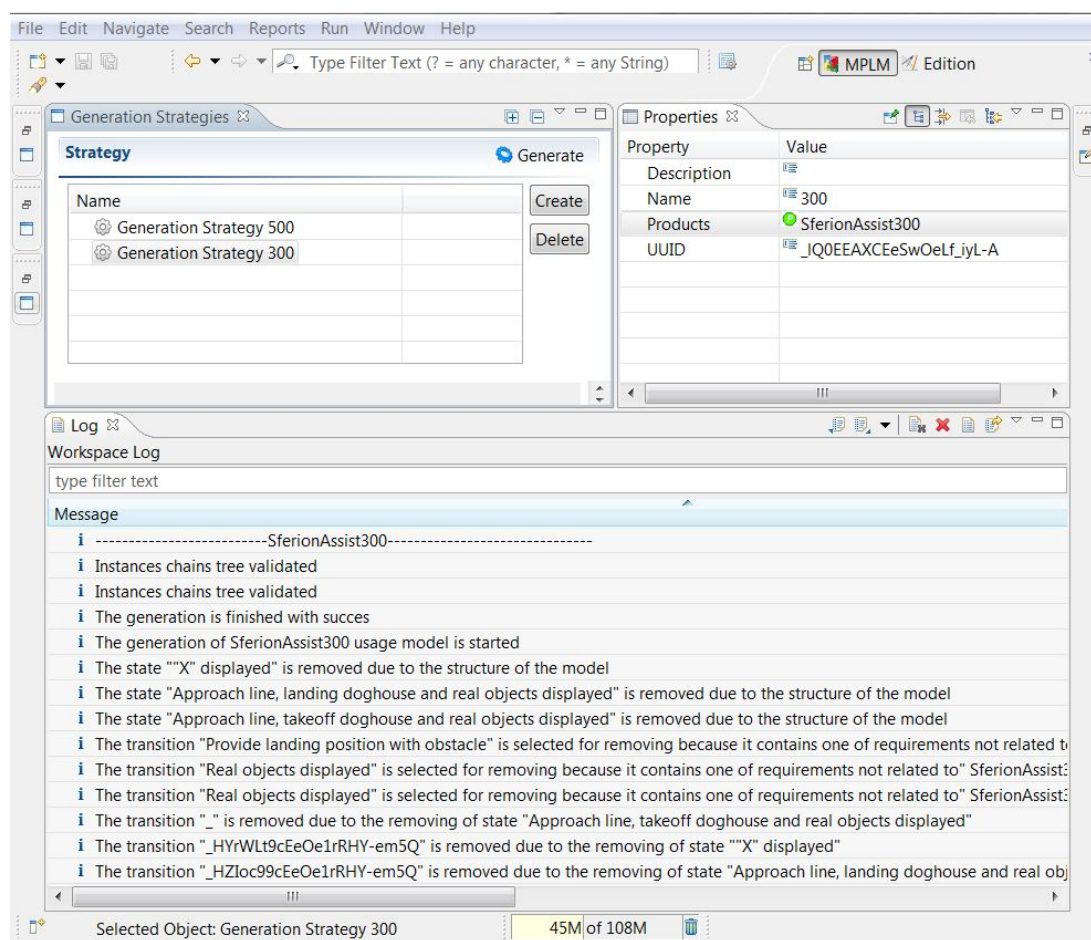 File Edit Navigate Search Reports Run Window Help
Type Filter Text (? = any character, * = any String)
MPLM Edition
Generation Strategies
Strategy
Generate
Name
Generation Strategy 500
Generation Strategy 300
Create
Delete
Properties
Property Value
Description
Name 300
Products SferionAssist300
UUID _IQ0EEAXCEeSwOeLf_iyL-A
Log
Workspace Log
type filter text
Message
--------------------------SferionAssist300-------------------------------
Instances chains tree validated
Instances chains tree validated
The generation is finished with succes
The generation of SferionAssist300 usage model is started
The state ""X" displayed" is removed due to the structure of the model
The state "Approach line, landing doghouse and real objects displayed" is removed due to the structure of the model
The state "Approach line, takeoff doghouse and real objects displayed" is removed due to the structure of the model
The transition "Provide landing position with obstacle" is selected for removing because it contains one of requirements not related t
The transition "Real objects displayed" is selected for removing because it contains one of requirements not related to" SferionAssist
The transition "Real objects displayed" is selected for removing because it contains one of requirements not related to" SferionAssist
The transition "_" is removed due to the removing of state "Approach line, takeoff doghouse and real objects displayed"
The transition "_HYrWLt9cEeOe1rRHY-em5Q" is removed due to the removing of state ""X" displayed"
The transition "_HZIoc99cEeOe1rRHY-em5Q" is removed due to the removing of state "Approach line, landing doghouse and real obj
Selected Object: Generation Strategy 300
45M of 108M